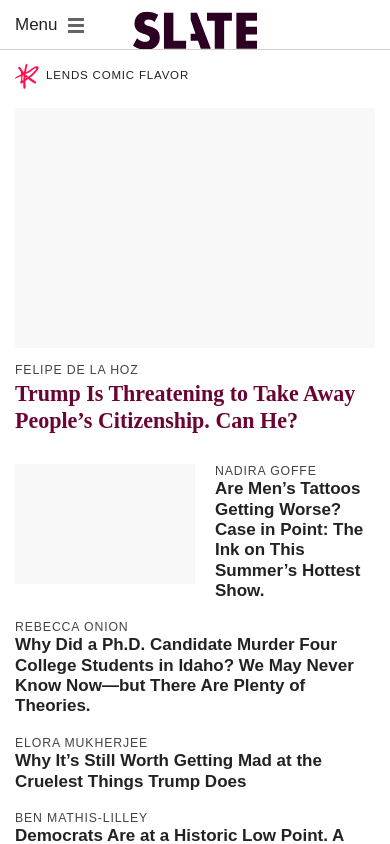 Menu
SLATE
LENDS COMIC FLAVOR
FELIPE DE LA HOZ
Trump Is Threatening to Take Away
People’s Citizenship. Can He?
NADIRA GOFFE
Are Men’s Tattoos
Getting Worse?
Case in Point: The
Ink on This
Summer’s Hottest
Show.
REBECCA ONION
Why Did a Ph.D. Candidate Murder Four
College Students in Idaho? We May Never
Know Now—but There Are Plenty of
Theories.
ELORA MUKHERJEE
Why It’s Still Worth Getting Mad at the
Cruelest Things Trump Does
BEN MATHIS-LILLEY
Democrats Are at a Historic Low Point. A